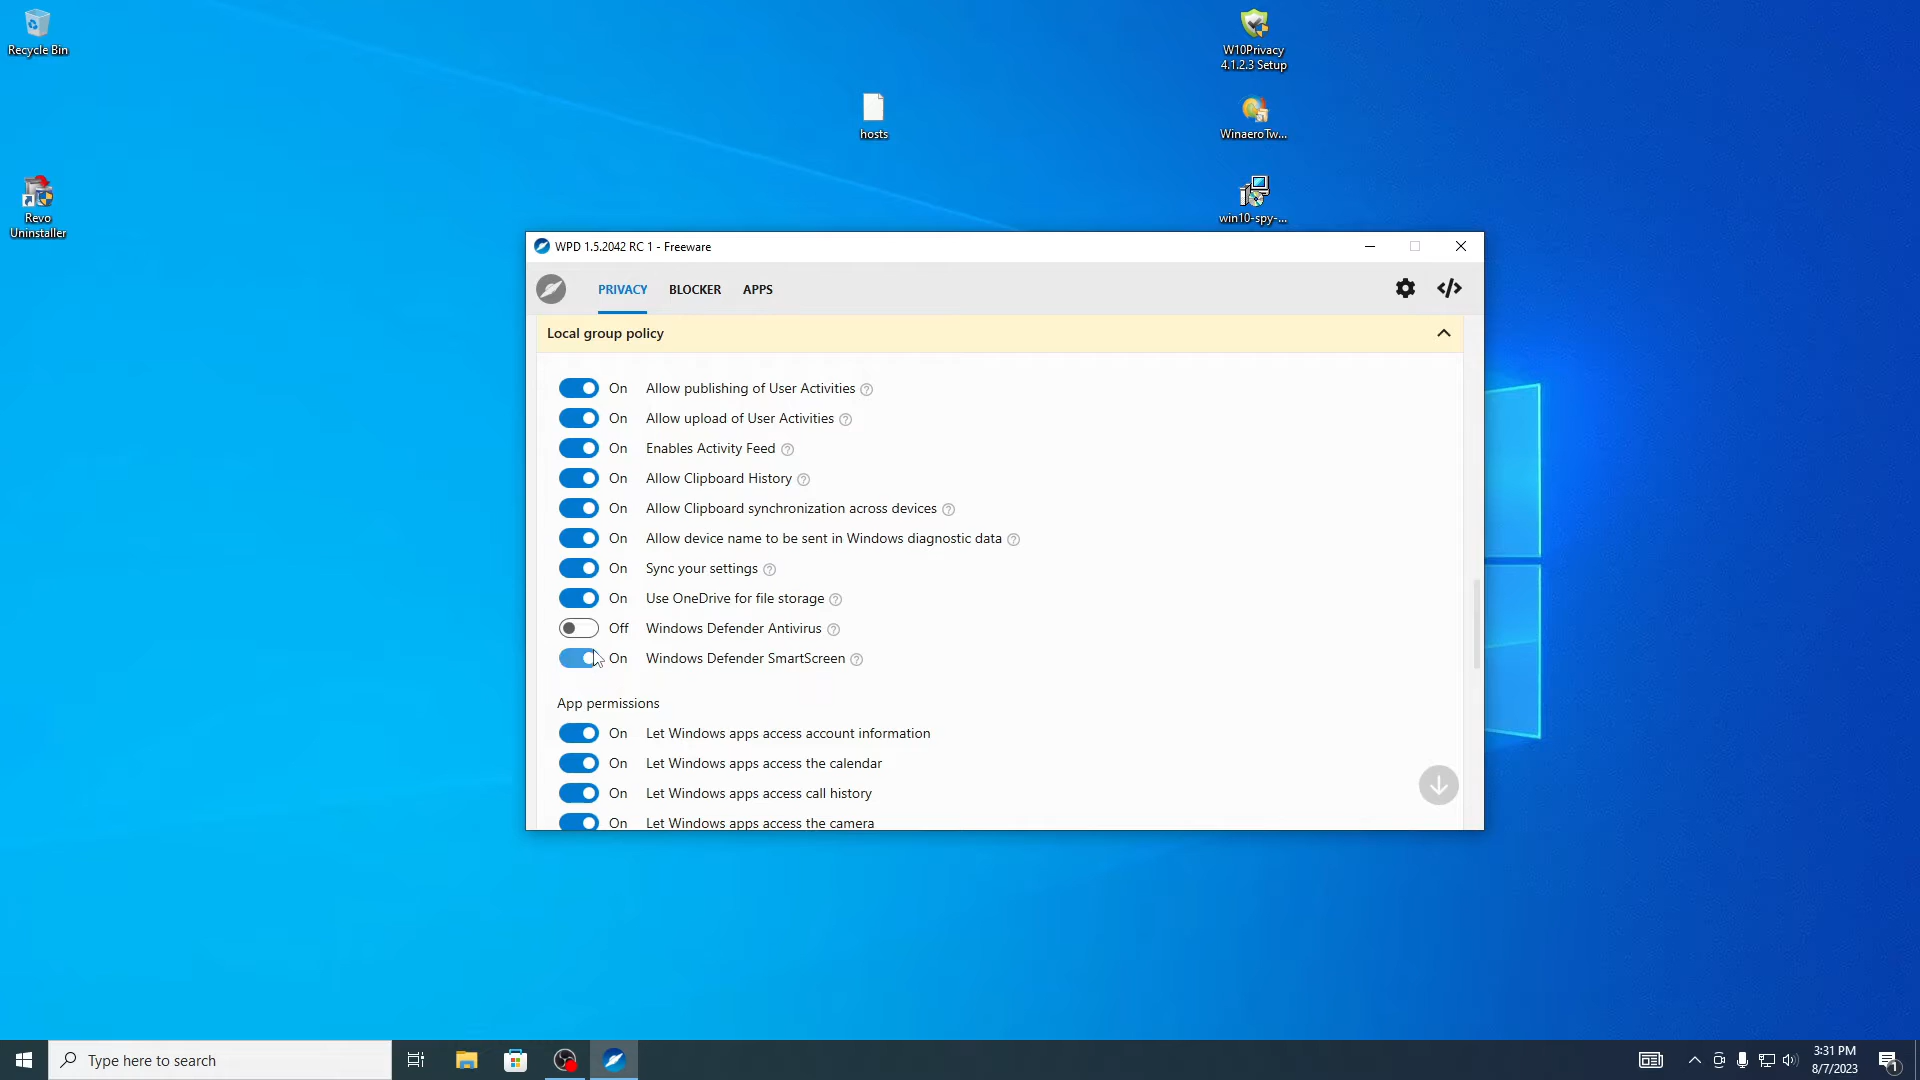 Recycle Bin
W10Privacy
4.1.2.3 Setup
hosts
WinaeroTw...
Revo
Uninstaller
win10-spy-...
WPD 1.5.2042 RC 1 - Freeware
PRIVACY BLOCKER APPS
Local group policy
On Allow publishing of User Activities
On Allow upload of User Activities
On Enables Activity Feed
On Allow Clipboard History
On Allow Clipboard synchronization across devices
On Allow device name to be sent in Windows diagnostic data
On Sync your settings
On Use OneDrive for file storage
Off Windows Defender Antivirus
On Windows Defender SmartScreen
App permissions
On Let Windows apps access account information
On Let Windows apps access the calendar
On Let Windows apps access call history
On Let Windows apps access the camera
Type here to search
3:31 PM
8/7/2023
1